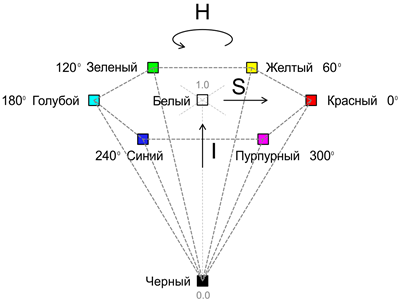 H
120° Зеленый Желтый 60°
1.0
180° Голубой Белый S Красный 0°
240° Синий I Пурпурный 300°
Черный
0.0